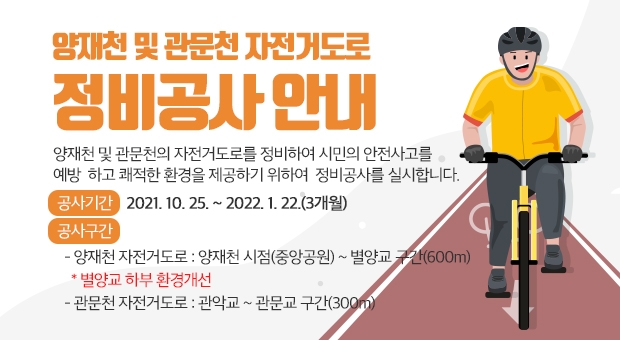 양재천 및 관문천 자전거도로
정비공사 안내
양재천 및 관문천의 자전거도로를 정비하여 시민의 안전사고를
예방 하고 쾌적한 환경을 제공하기 위하여 정비공사를 실시합니다.
공사기간 2021. 10. 25. ~ 2022. 1. 22.(3개월)
공사구간
- 양재천 자전거도로 : 양재천 시점(중앙공원) ~ 별양교 구간(600m)
* 별양교 하부 환경개선
- 관문천 자전거도로 : 관악교 ~ 관문교 구간(300m)